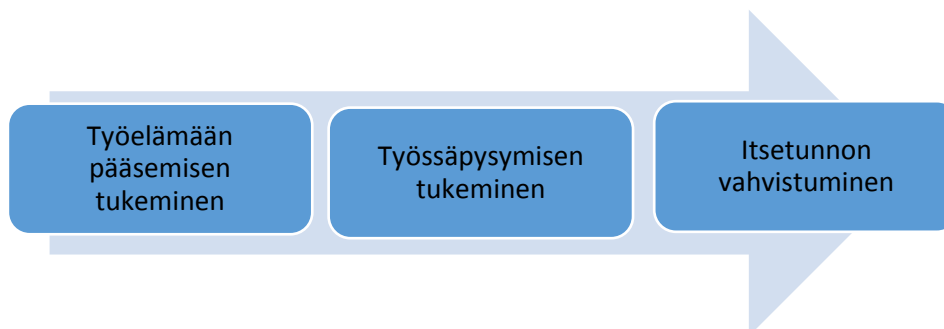 Työelämään
pääsemisen
tukeminen
Työssäpysymisen
tukeminen
Itsetunnon
vahvistuminen